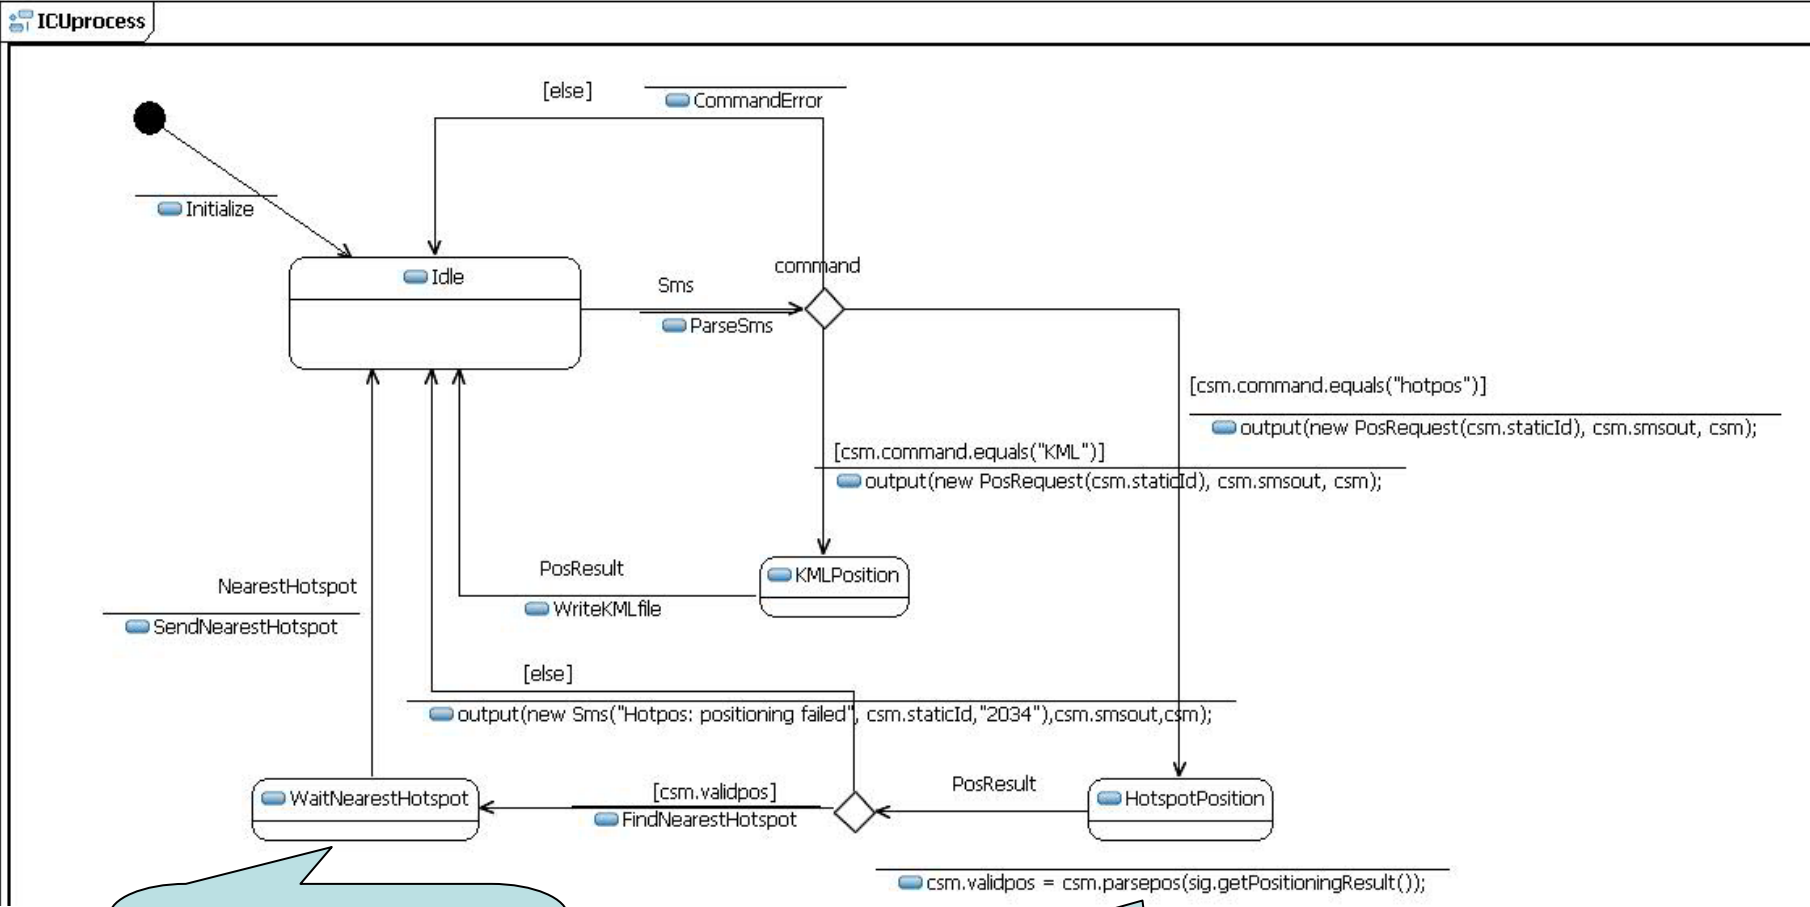 ICUprocess
[else]
CommandError
Initialize
Idle
command
Sms
ParseSms
[csm.command.equals("hotpos")]
output(new PosRequest(csm.staticId), csm.smsout, csm);
[csm.command.equals("KML")]
output(new PosRequest(csm.staticId), csm.smsout, csm);
PosResult
KMLPosition
NearestHotspot
WriteKMLfile
SendNearestHotspot
[else]
output(new Sms("Hotpos: positioning failed", csm.staticId,"2034"),csm.smsout,csm);
PosResult
[csm.validpos]
WaitNearestHotspot
HotspotPosition
FindNearestHotspot
csm.validpos = csm.parsepos(sig.getPositioningResult());